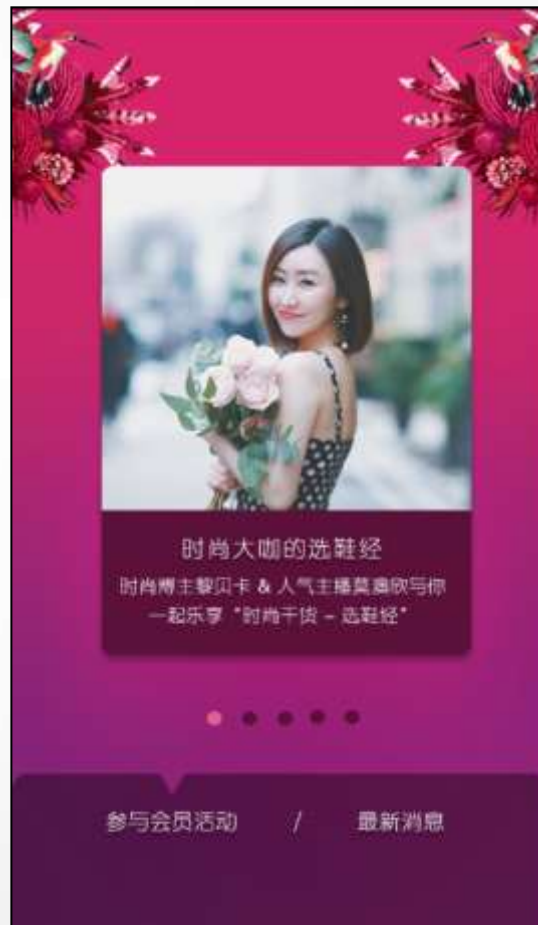 时尚大咖的选鞋经
时尚博主黎贝卡 & 人气主播莫澳欣与你
一起乐享“时尚干货 – 选鞋经”
参与会员活动 / 最新消息